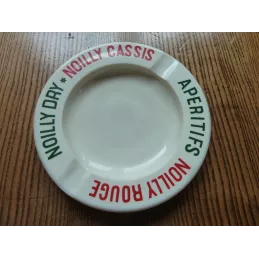 NOILLY DRY * NOILLY CASSIS
APERITIFS
NOILLY ROUGE